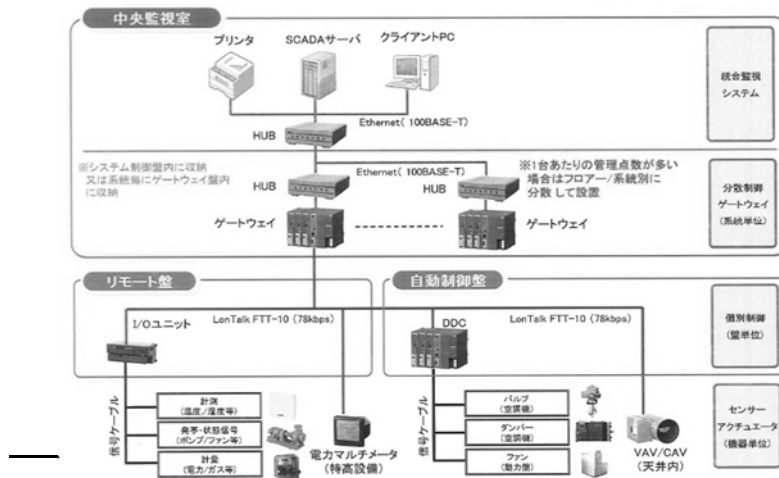 中央監視室
プリンタ
SCADAサーバ
クライアントPC
Ethernet( 100BASE-T)
HUB
統合監視
システム
※システム制御盤内に収納
又は系統毎にゲートウェイ盤内
に収納
Ethernet( 100BASE-T)
HUB
HUB
※1台あたりの管理点数が多い
場合はフロアー/系統別に
分散して設置
ゲートウェイ
ゲートウェイ
分散制御
ゲートウェイ
(系統単位)
リモート盤
自動制御盤
I/Oユニット
LonTalk FTT-10 (78kbps)
DDC
LonTalk FTT-10 (78kbps)
個別制御
(盤単位)
信号ケーブル
計測
(温度/湿度等)
発停・状態信号
(ポンプ/ファン等)
計量
(電力/ガス等)
電力マルチメータ
(特高設備)
信号ケーブル
バルブ
(空調機)
ダンパー
(空調機)
ファン
(動力盤)
VAV/CAV
(天井内)
センサー
アクチュエータ
(機器単位)